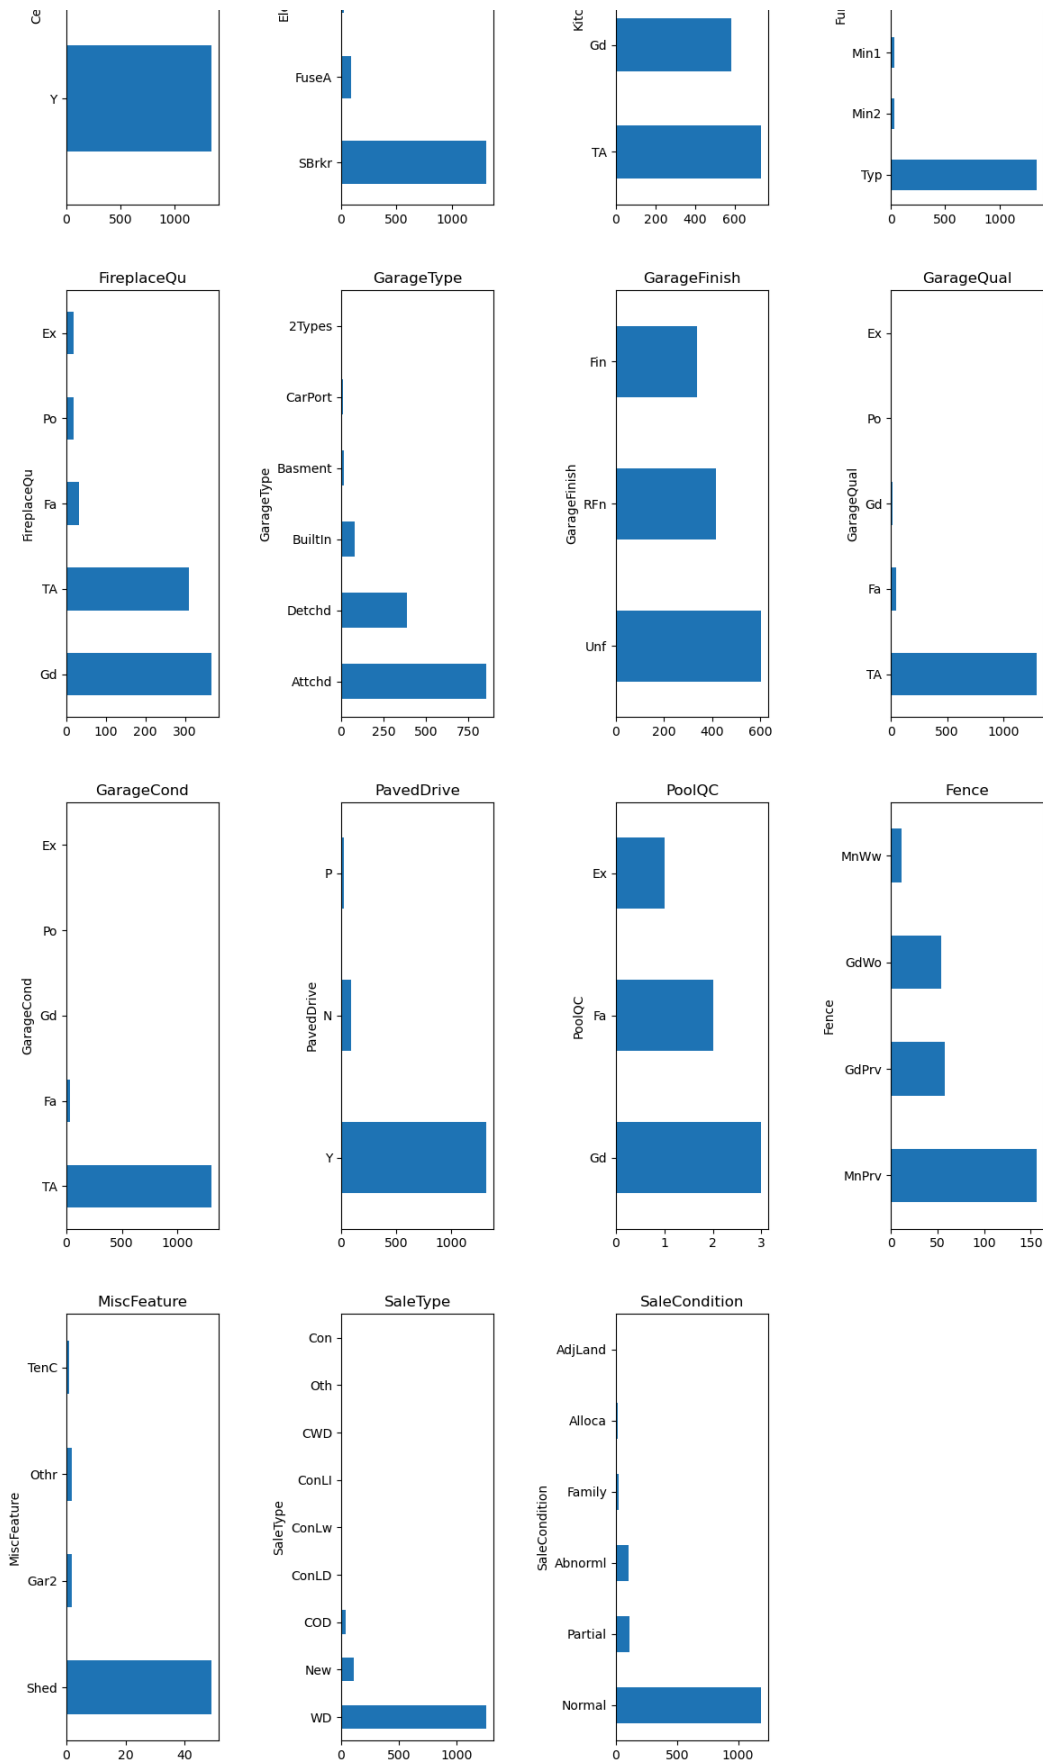 Ce
Y
0 500 1000
Ele
FuseA
SBrkr
0 500 1000
Kitc
Gd
TA
0 200 400 600
Fu
Min1
Min2
Typ
0 500 1000
FireplaceQu
FireplaceQu
Ex
Po
Fa
TA
Gd
0 100 200 300
GarageType
GarageType
2Types
CarPort
Basment
BuiltIn
Detchd
Attchd
0 250 500 750
GarageFinish
GarageFinish
Fin
RFn
Unf
0 200 400 600
GarageQual
GarageQual
Ex
Po
Gd
Fa
TA
0 500 1000
GarageCond
GarageCond
Ex
Po
Gd
Fa
TA
0 500 1000
PavedDrive
PavedDrive
P
N
Y
0 500 1000
PoolQC
PoolQC
Ex
Fa
Gd
0 1 2 3
Fence
Fence
MnWw
GdWo
GdPrv
MnPrv
0 50 100 150
MiscFeature
MiscFeature
TenC
Othr
Gar2
Shed
0 20 40
SaleType
SaleType
Con
Oth
CWD
ConLI
ConLw
ConLD
COD
New
WD
0 500 1000
SaleCondition
SaleCondition
AdjLand
Alloca
Family
Abnorml
Partial
Normal
0 500 1000